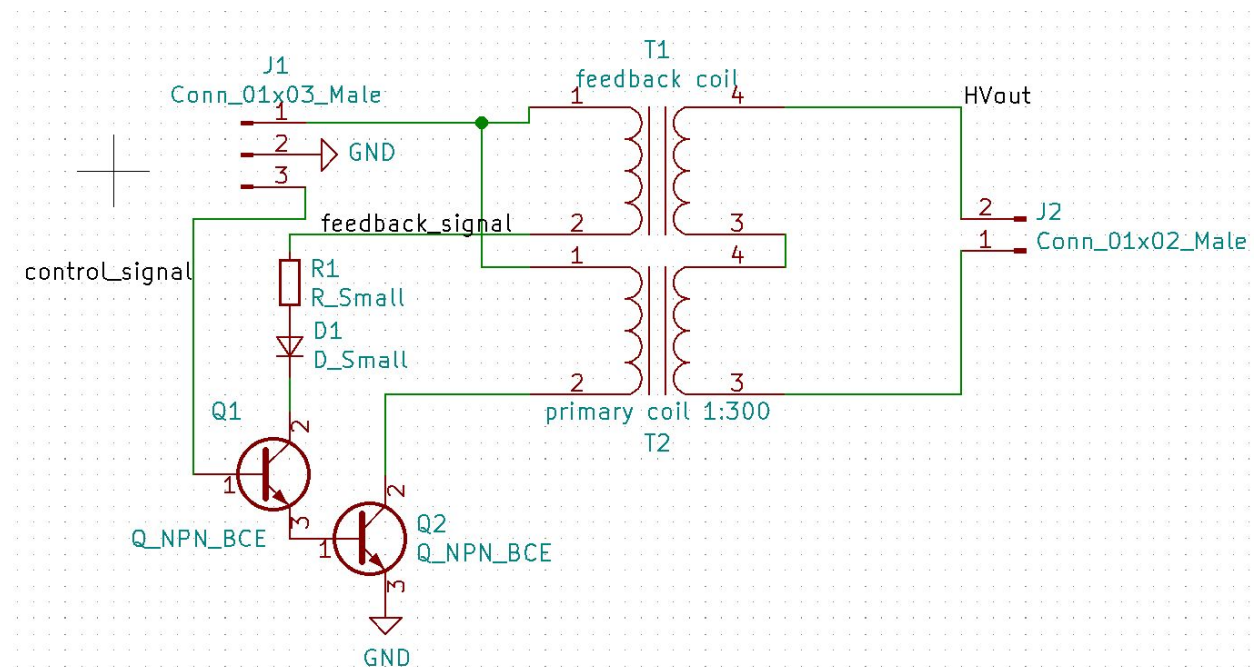 T1
feedback coil
J1
Conn_01x03_Male
1
4
HVout
1
2
GND
3
2
J2
feedback_signal
2
3
1
Conn_01x02_Male
control_signal
1
4
R1
R_Small
D1
D_Small
2
3
Q1
primary coil 1:300
2
T2
1
2
3
Q2
Q_NPN_BCE
1
Q_NPN_BCE
3
GND